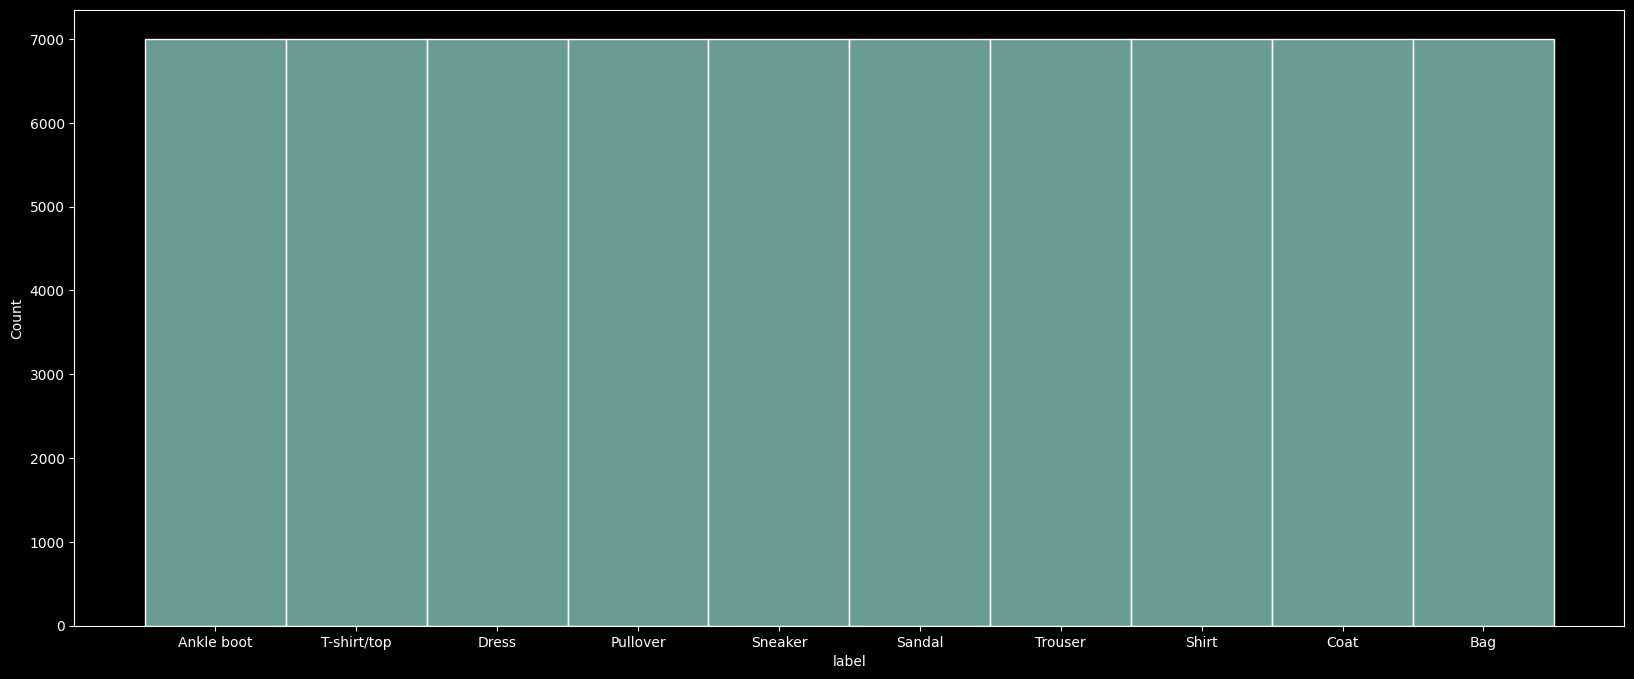 7000
6000
5000
4000
3000
2000
1000
0
Count
Ankle boot T-shirt/top Dress Pullover Sneaker Sandal Trouser Shirt Coat Bag
label